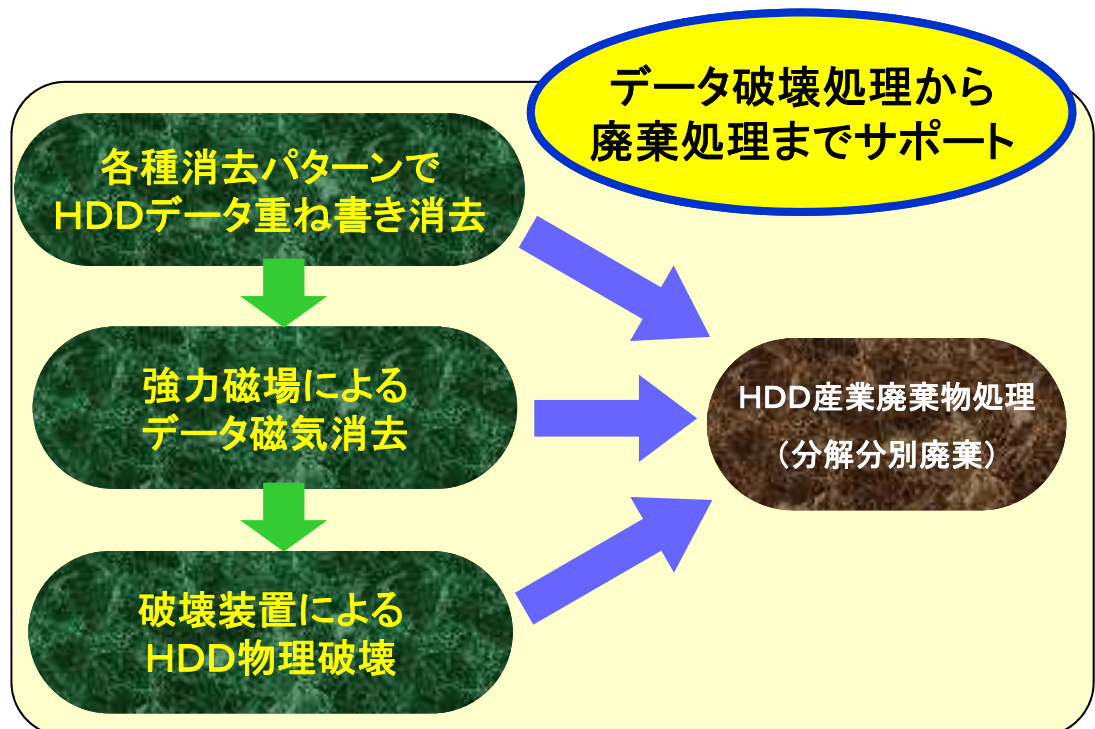 データ破壊処理から
廃棄処理までサポート
各種消去パターンで
HDDデータ重ね書き消去
強力磁場による
データ磁気消去
破壊装置による
HDD物理破壊
HDD産業廃棄物処理
（分解分別廃棄）